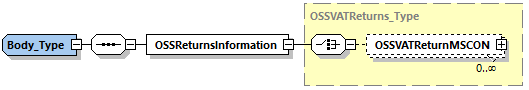 OSSVATReturns_Type
Body_Type
OSSReturnsInformation
OSSVATReturnMSCON
0..∞